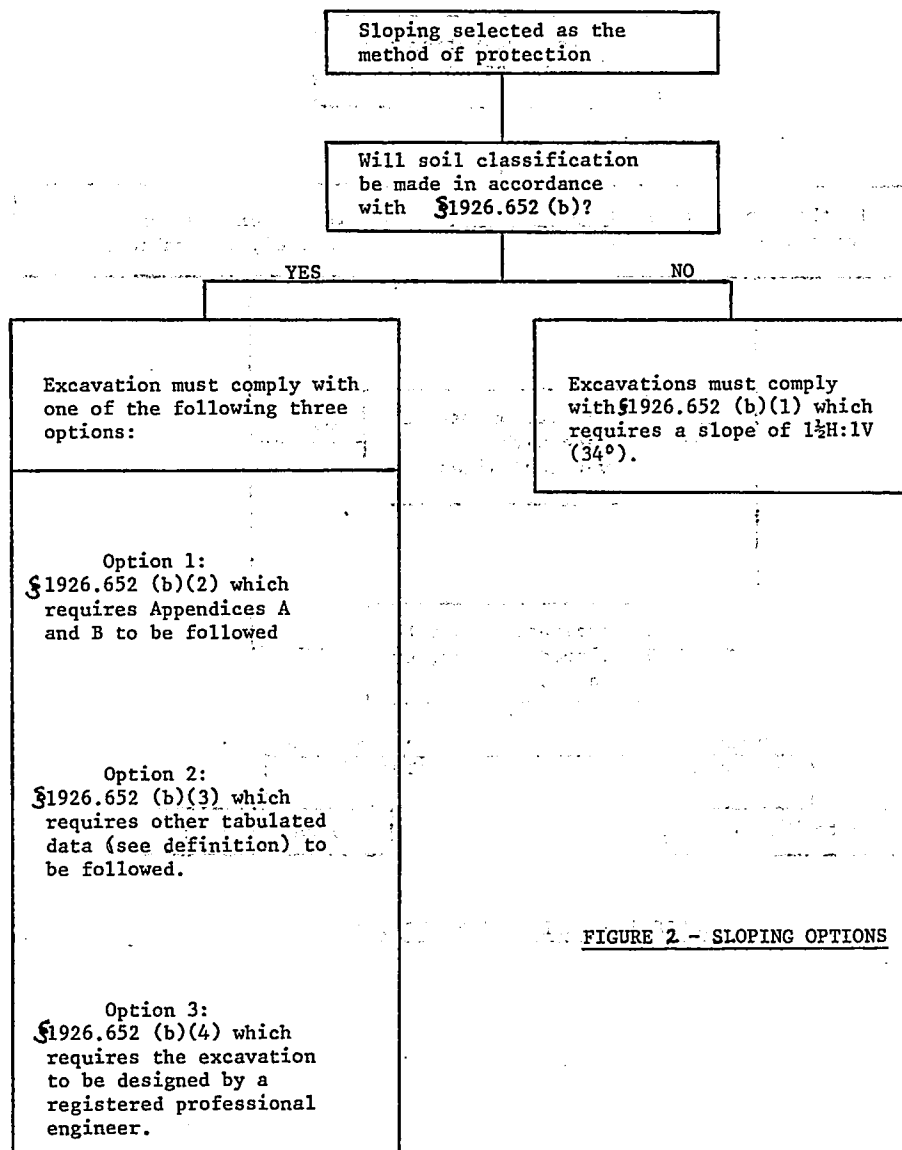 Sloping selected as the
method of protection
Will soil classification
be made in accordance
with §1926.652 (b)?
YES
NO
Excavation must comply with
one of the following three
options:
Excavations must comply
with §1926.652 (b)(1) which
requires a slope of 1½H:1V
(34°).
Option 1:
§1926.652 (b)(2) which
requires Appendices A
and B to be followed
Option 2:
§1926.652 (b)(3) which
requires other tabulated
data (see definition) to
be followed.
FIGURE 2 - SLOPING OPTIONS
Option 3:
§1926.652 (b)(4) which
requires the excavation
to be designed by a
registered professional
engineer.